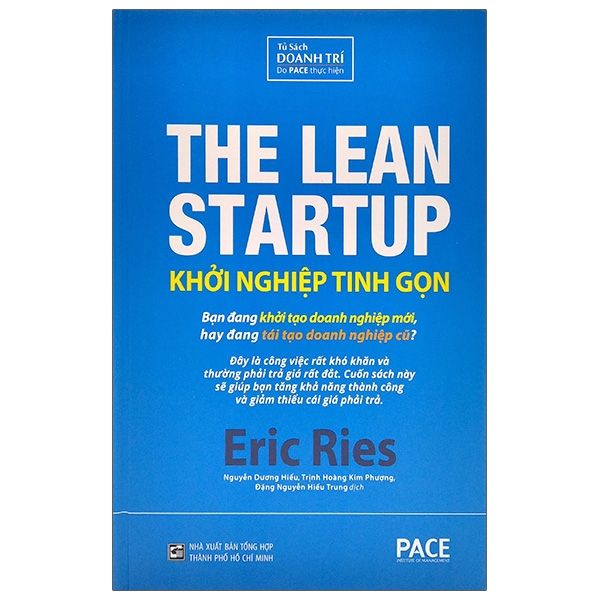 Tủ Sách
DOANH TRÍ
Do PACE thực hiện
THE LEAN
STARTUP
KHỞI NGHIỆP TINH GỌN
Bạn đang khởi tạo doanh nghiệp mới,
hay đang tái tạo doanh nghiệp cũ?
Đây là công việc rất khó khăn và
thường phải trả giá rất đắt. Cuốn sách này
sẽ giúp bạn tăng khả năng thành công
và giảm thiểu cái giá phải trả.
Eric Ries
Nguyễn Dương Hiếu, Trịnh Hoàng Kim Phượng,
Đặng Nguyễn Hiếu Trung dịch
NHÀ XUẤT BẢN TỔNG HỢP
THÀNH PHỐ HỒ CHÍ MINH
PACE
INSTITUTE OF MANAGEMENT